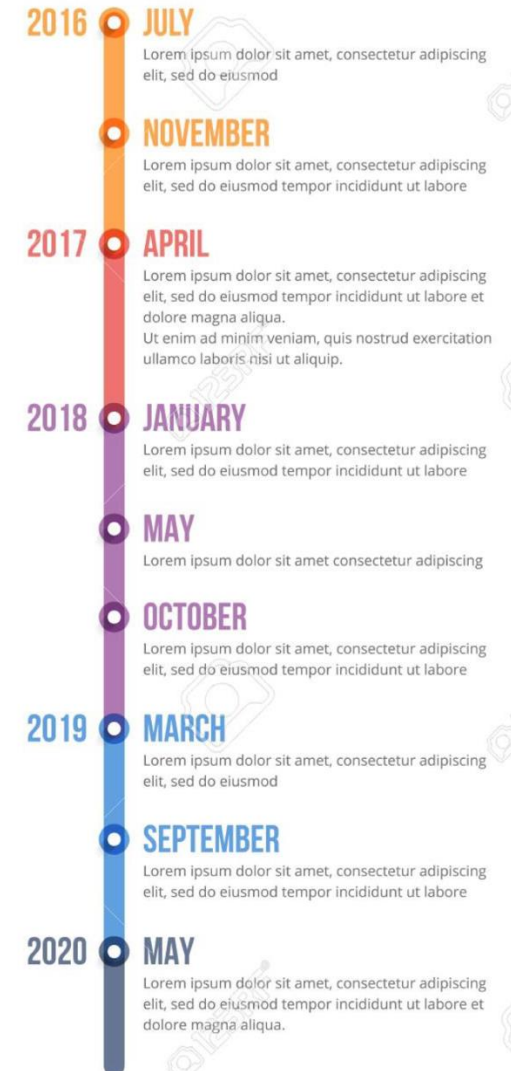 2016 JULY
Lorem ipsum dolor sit amet, consectetur adipiscing
elit, sed do eiusmod
NOVEMBER
Lorem ipsum dolor sit amet, consectetur adipiscing
elit, sed do eiusmod tempor incididunt ut labore
2017 APRIL
Lorem ipsum dolor sit amet, consectetur adipiscing
elit, sed do eiusmod tempor incididunt ut labore et
dolore magna aliqua.
Ut enim ad minim veniam, quis nostrud exercitation
ullamco laboris nisi ut aliquip.
2018 JANUARY
Lorem ipsum dolor sit amet, consectetur adipiscing
elit, sed do eiusmod tempor incididunt ut labore
MAY
Lorem ipsum dolor sit amet consectetur adipiscing
OCTOBER
Lorem ipsum dolor sit amet, consectetur adipiscing
elit, sed do eiusmod tempor incididunt ut labore
2019 MARCH
Lorem ipsum dolor sit amet, consectetur adipiscing
elit, sed do eiusmod
SEPTEMBER
Lorem ipsum dolor sit amet, consectetur adipiscing
elit, sed do eiusmod tempor incididunt ut labore
2020 MAY
Lorem ipsum dolor sit amet, consectetur adipiscing
elit, sed do eiusmod tempor incididunt ut labore et
dolore magna aliqua.